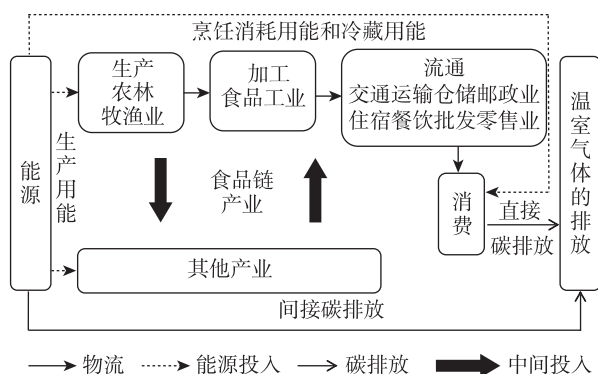 烹饪消耗用能和冷藏用能
能源
生产用能
生产
农林
牧渔业
加工
食品工业
流通
交通运输仓储邮政业
住宿餐饮批发零售业
温室气体的排放
食品链
产业
消费
直接
碳排放
其他产业
间接碳排放
物流
能源投入
碳排放
中间投入